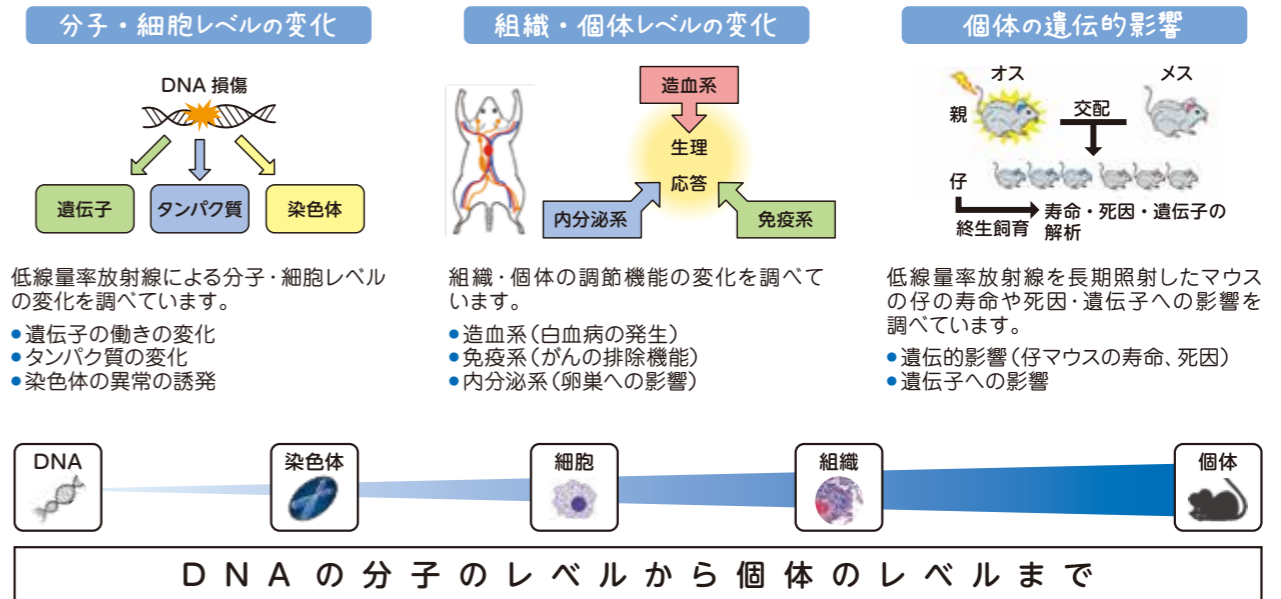 分子・細胞レベルの変化
DNA 損傷
遺伝子
タンパク質
染色体
低線量率放射線による分子・細胞レベル
の変化を調べています。
●遺伝子の働きの変化
●タンパク質の変化
●染色体の異常の誘発
組織・個体レベルの変化
造血系
生理
応答
内分泌系
免疫系
組織・個体の調節機能の変化を調べて
います。
●造血系（白血病の発生）
●免疫系（がんの排除機能）
●内分泌系（卵巣への影響）
個体の遺伝的影響
オス
メス
親
交配
仔
終生飼育
寿命・死因・遺伝子の
解析
低線量率放射線を長期照射したマウス
の仔の寿命や死因・遺伝子への影響を
調べています。
●遺伝的影響（仔マウスの寿命、死因）
●遺伝子への影響
DNA
染色体
細胞
組織
個体
DNAの分子のレベルから個体のレベルまで